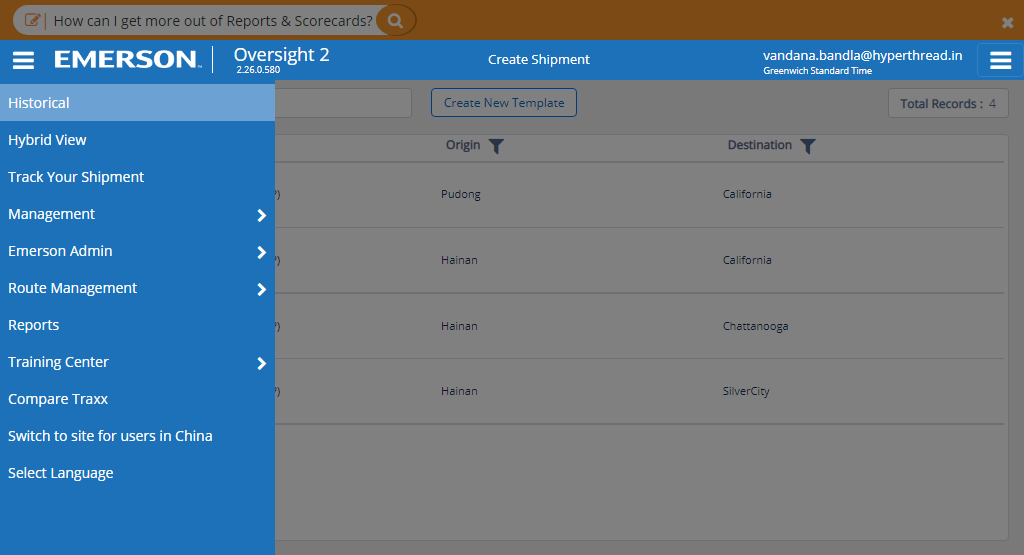 How can I get more out of Reports & Scorecards?
EMERSON™
Oversight 2
2.26.0.580
Create Shipment
vandana.bandla@hyperthread.in
Greenwich Standard Time
Historical
Create New Template
Total Records : 4
Hybrid View
Origin
Destination
Track Your Shipment
Pudong
California
Management
Emerson Admin
Hainan
California
Route Management
Reports
Hainan
Chattanooga
Training Center
Compare Traxx
Hainan
SilverCity
Switch to site for users in China
Select Language